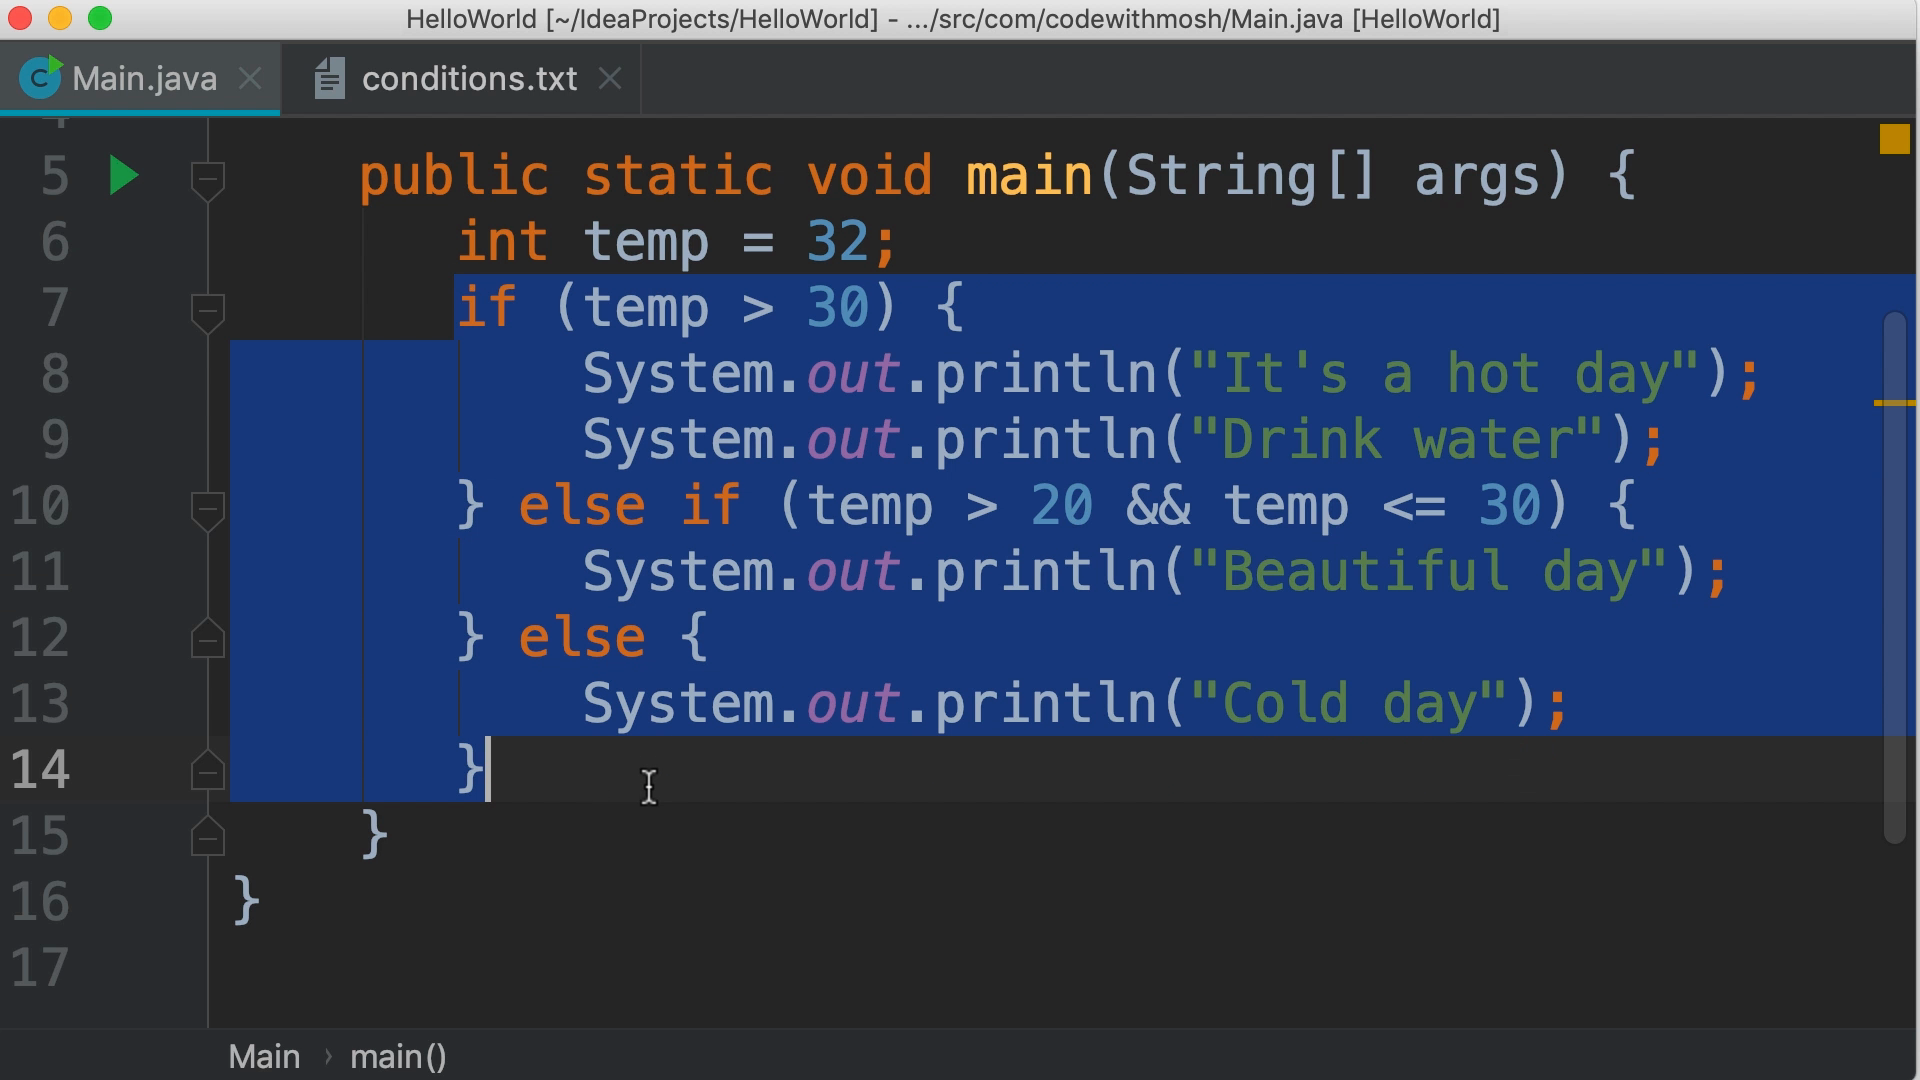 HelloWorld [~/IdeaProjects/HelloWorld] - .../src/com/codewithmosh/Main.java [HelloWorld]
Main.java conditions.txt
5 public static void main(String[] args) {
6 int temp = 32;
7 if (temp > 30) {
8 System.out.println("It's a hot day");
9 System.out.println("Drink water");
10 } else if (temp > 20 && temp <= 30) {
11 System.out.println("Beautiful day");
12 } else {
13 System.out.println("Cold day");
14 }
15 }
16 }
17
Main › main()